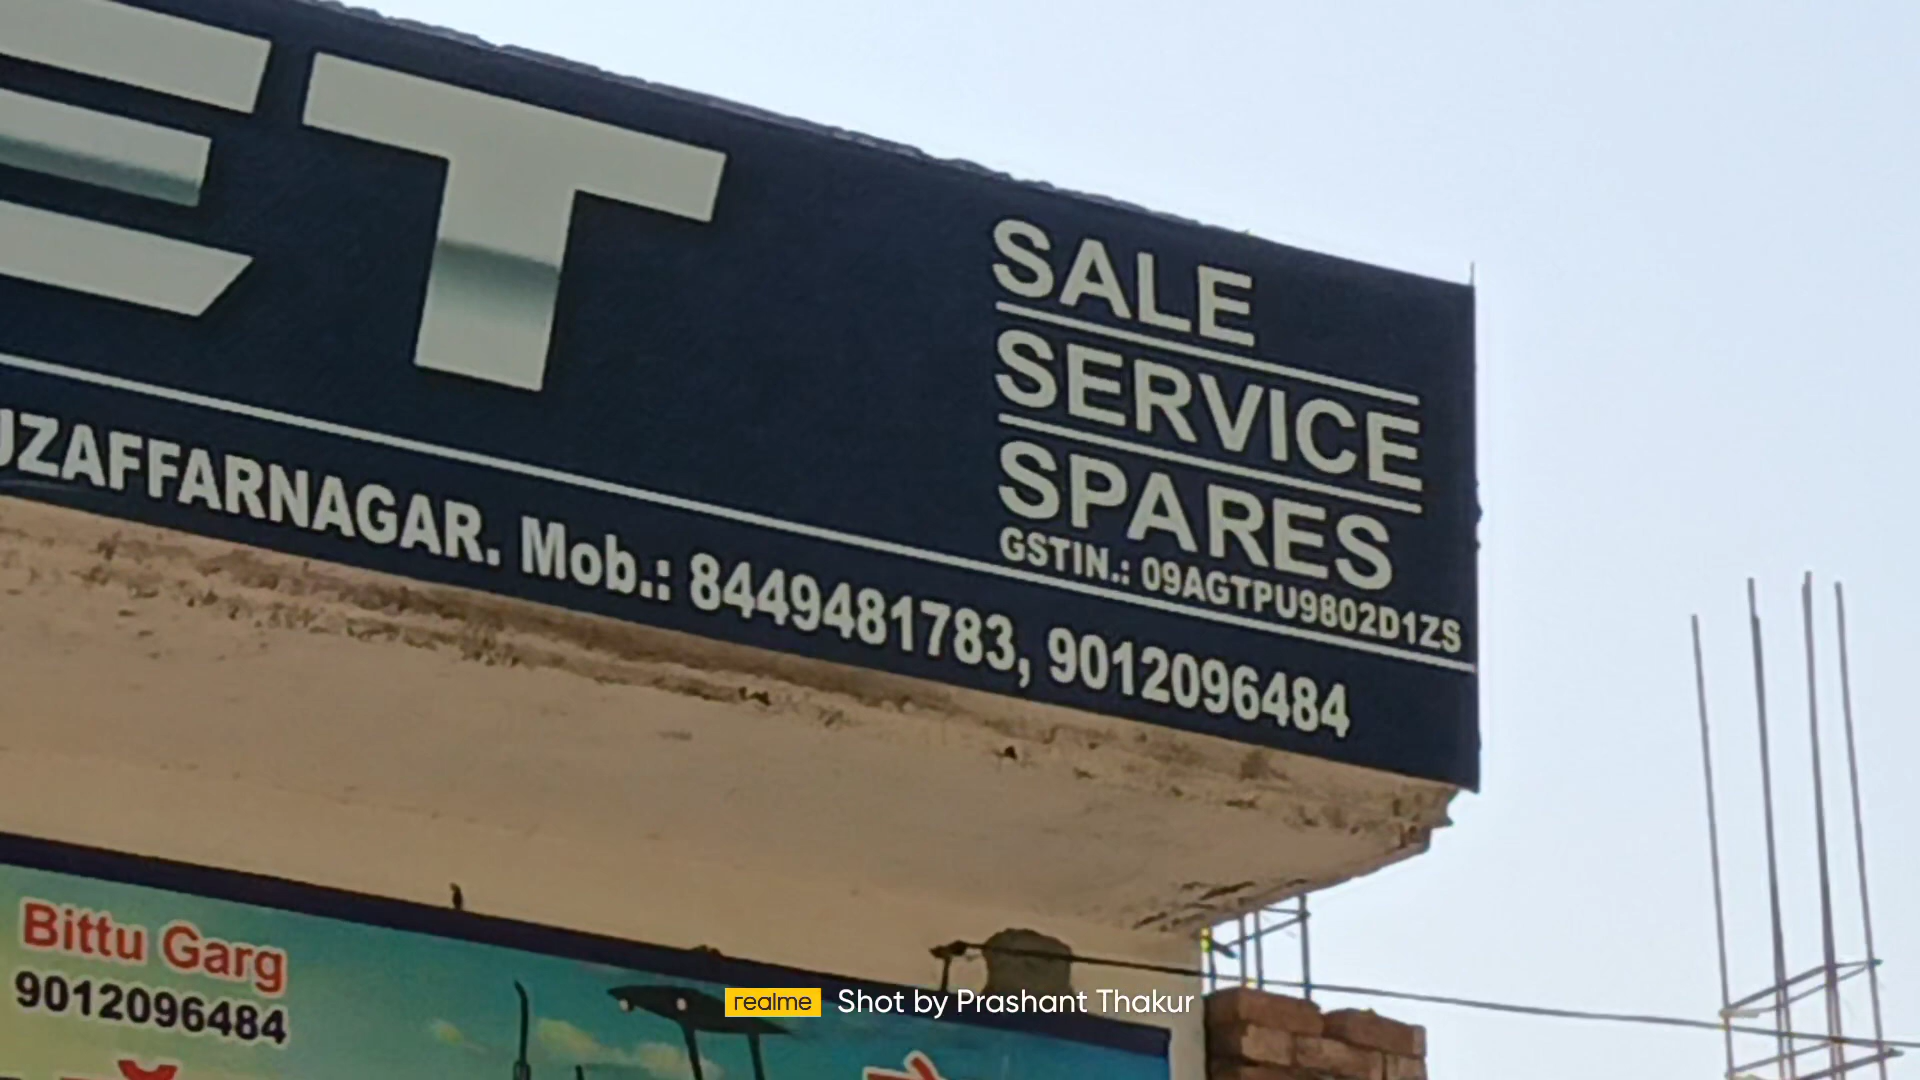 ET
SALE
SERVICE
SPARES
GSTIN.: 09AGTPU9802D1ZS
UZAFFARNAGAR. Mob.: 8449481783, 9012096484
Bittu Garg
9012096484
realme Shot by Prashant Thakur